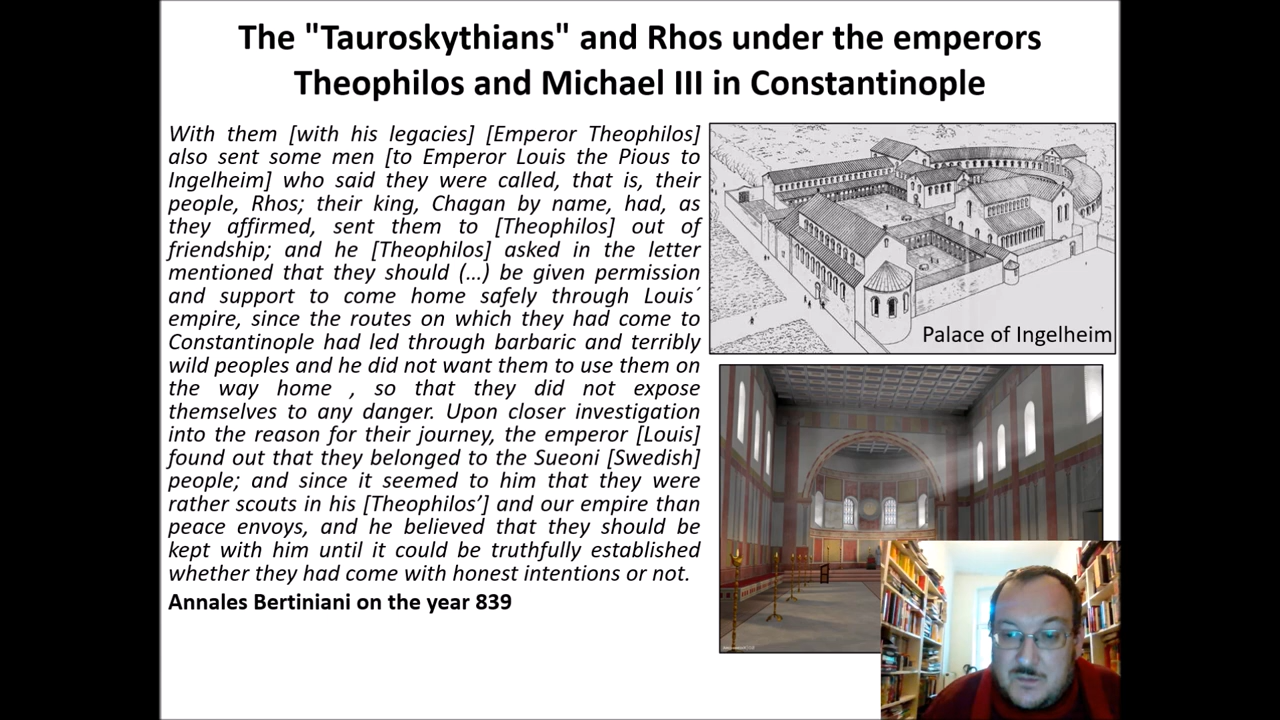 The "Tauroskythians" and Rhos under the emperors
Theophilos and Michael III in Constantinople
With them [with his legacies] [Emperor Theophilos]
also sent some men [to Emperor Louis the Pious to
Ingelheim] who said they were called, that is, their
people, Rhos; their king, Chagan by name, had, as
they affirmed, sent them to [Theophilos] out of
friendship; and he [Theophilos] asked in the letter
mentioned that they should (…) be given permission
and support to come home safely through Louis´
empire, since the routes on which they had come to
Constantinople had led through barbaric and terribly
wild peoples and he did not want them to use them on
the way home , so that they did not expose
themselves to any danger. Upon closer investigation
into the reason for their journey, the emperor [Louis]
found out that they belonged to the Sueoni [Swedish]
people; and since it seemed to him that they were
rather scouts in his [Theophilos’] and our empire than
peace envoys, and he believed that they should be
kept with him until it could be truthfully established
whether they had come with honest intentions or not.
Annales Bertiniani on the year 839
Palace of Ingelheim